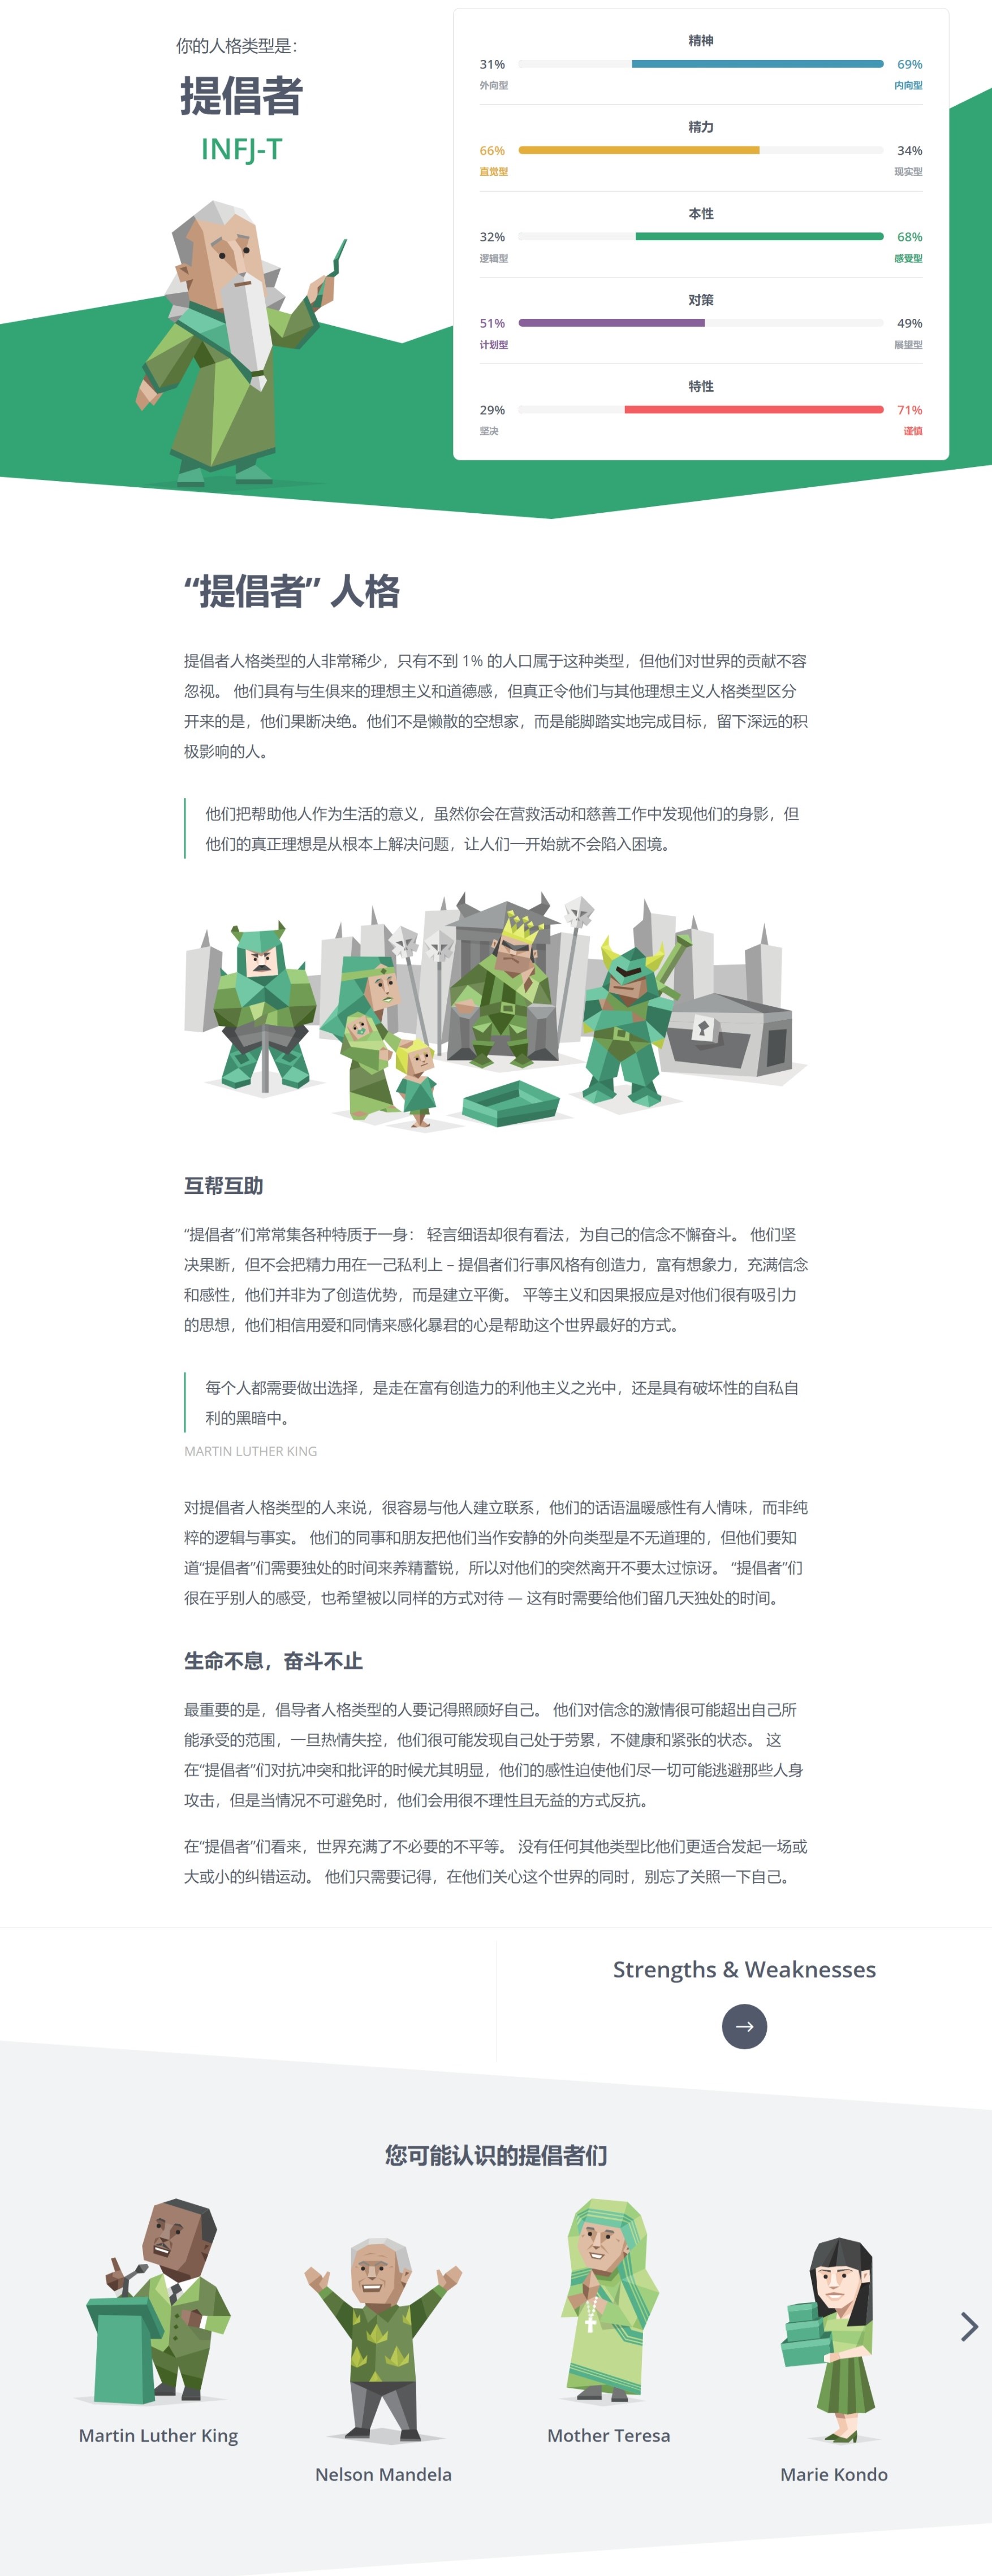 你的人格类型是：
提倡者
INFJ-T
精神
31% 69%
外向型 内向型
精力
66% 34%
直觉型 现实型
本性
32% 68%
逻辑型 感受型
对策
51% 49%
计划型 展望型
特性
29% 71%
坚决 谨慎
“提倡者” 人格
提倡者人格类型的人非常稀少，只有不到 1% 的人口属于这种类型，但他们对世界的贡献不容
忽视。 他们具有与生俱来的理想主义和道德感，但真正令他们与其他理想主义人格类型区分
开来的是，他们果断决绝。他们不是懒散的空想家，而是能脚踏实地完成目标，留下深远的积
极影响的人。
他们把帮助他人作为生活的意义，虽然你会在营救活动和慈善工作中发现他们的身影，但
他们的真正理想是从根本上解决问题，让人们一开始就不会陷入困境。
互帮互助
“提倡者”们常常集各种特质于一身： 轻言细语却很有看法，为自己的信念不懈奋斗。 他们坚
决果断，但不会把精力用在一己私利上 – 提倡者们行事风格有创造力，富有想象力，充满信念
和感性，他们并非为了创造优势，而是建立平衡。 平等主义和因果报应是对他们很有吸引力
的思想，他们相信用爱和同情来感化暴君的心是帮助这个世界最好的方式。
每个人都需要做出选择，是走在富有创造力的利他主义之光中，还是具有破坏性的自私自
利的黑暗中。
MARTIN LUTHER KING
对提倡者人格类型的人来说，很容易与他人建立联系，他们的话语温暖感性有人情味，而非纯
粹的逻辑与事实。 他们的同事和朋友把他们当作安静的外向类型是不无道理的，但他们要知
道“提倡者”们需要独处的时间来养精蓄锐，所以对他们的突然离开不要太过惊讶。 “提倡者”们
很在乎别人的感受，也希望被以同样的方式对待 — 这有时需要给他们留几天独处的时间。
生命不息，奋斗不止
最重要的是，倡导者人格类型的人要记得照顾好自己。 他们对信念的激情很可能超出自己所
能承受的范围，一旦热情失控，他们很可能发现自己处于劳累，不健康和紧张的状态。 这
在“提倡者”们对抗冲突和批评的时候尤其明显，他们的感性迫使他们尽一切可能逃避那些人身
攻击，但是当情况不可避免时，他们会用很不理性且无益的方式反抗。
在“提倡者”们看来，世界充满了不必要的不平等。 没有任何其他类型比他们更适合发起一场或
大或小的纠错运动。 他们只需要记得，在他们关心这个世界的同时，别忘了关照一下自己。
Strengths & Weaknesses
您可能认识的提倡者们
Martin Luther King
Nelson Mandela
Mother Teresa
Marie Kondo